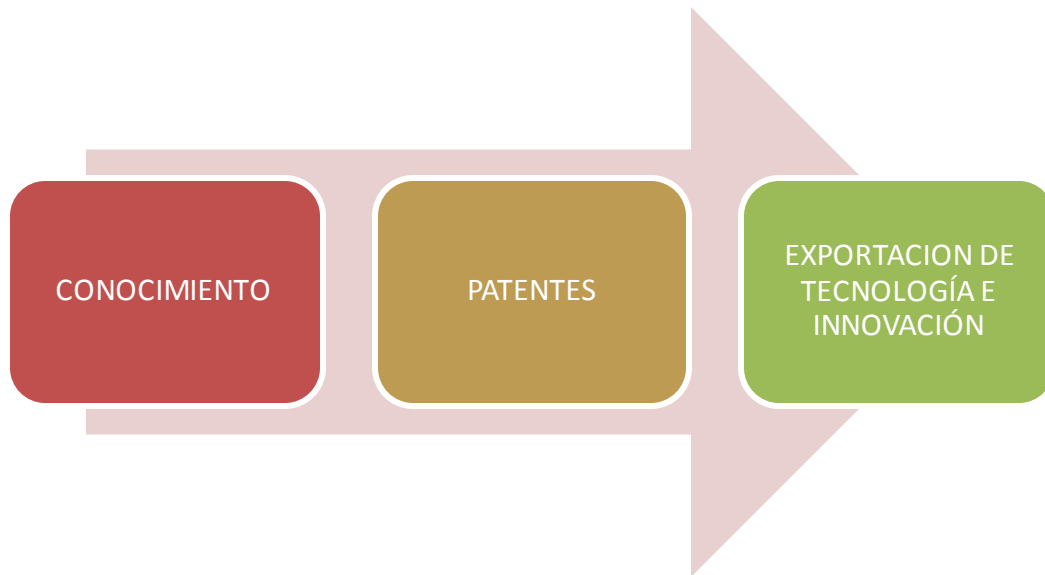 CONOCIMIENTO
PATENTES
EXPORTACION DE
TECNOLOGÍA E
INNOVACIÓN